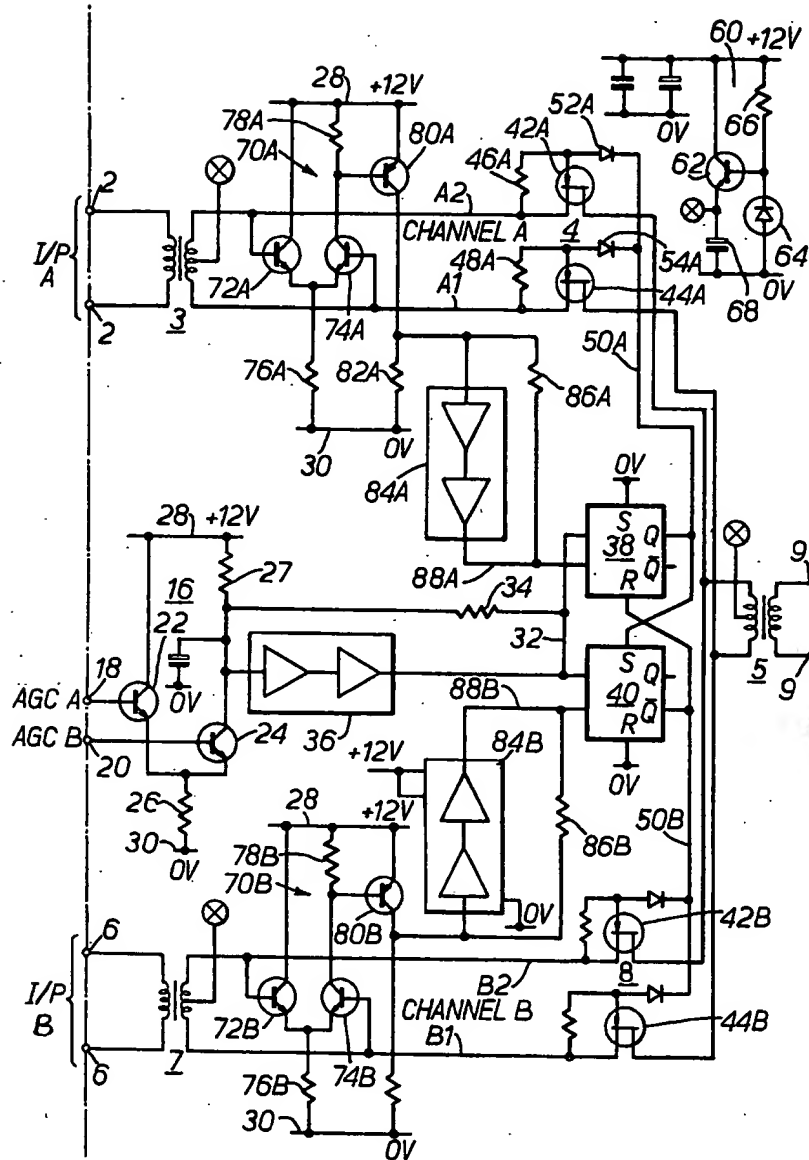 60
+12V
28
+12V
52A
78A
70A
80A
42A
46A
0V
66
62
2
A2
I/P
A
CHANNEL A
4
54A
64
72A
74A
48A
44A
0V
68
2
3
A1
50A
76A
82A
86A
30
0V
84A
0V
28
+12V
S
Q
38
Q̅
R
88A
34
27
16
22
32
5
9
9
18
AGC A
0V
S
Q
40
Q̅
R
88B
AGC B
20
24
36
+12V
84B
0V
26
30
0V
28
+12V
50B
78B
70B
86B
6
80B
0V
42B
I/P
B
B2
8
72B
74B
CHANNEL B
B1
44B
6
7
76B
30
0V